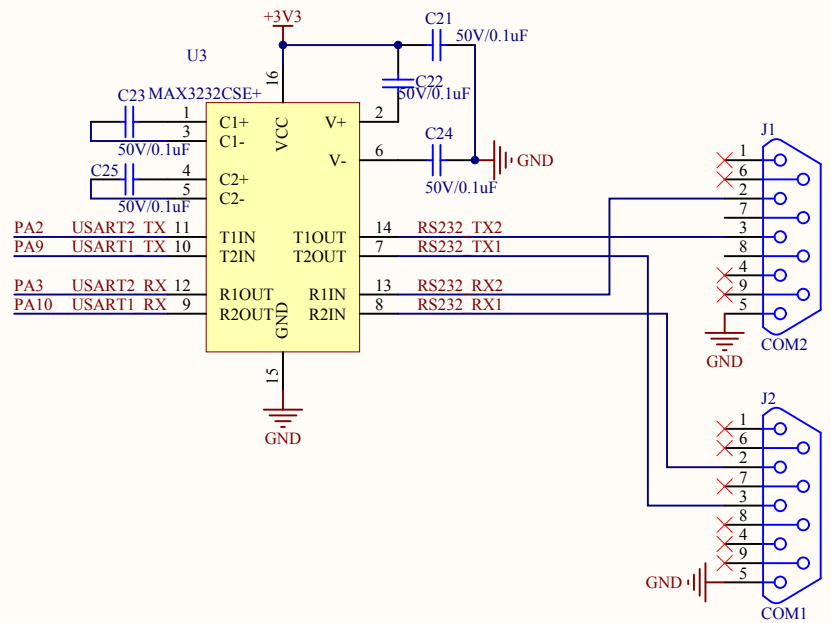 +3V3
C21
50V/0.1uF
U3
16
C22
50V/0.1uF
C23
MAX3232CSE+
1
C1+
VCC
V+
2
3
C1-
50V/0.1uF
C24
C25
4
C2+
V-
6
GND
50V/0.1uF
5
C2-
50V/0.1uF
PA2
USART2_TX
11
T1IN
T1OUT
14
RS232_TX2
PA9
USART1_TX
10
T2IN
T2OUT
7
RS232_TX1
PA3
USART2_RX
12
R1OUT
R1IN
13
RS232_RX2
PA10
USART1_RX
9
R2OUT
GND
R2IN
8
RS232_RX1
15
GND
J1
1
6
2
7
3
8
4
9
5
GND
COM2
J2
1
6
2
7
3
8
4
9
GND
5
COM1